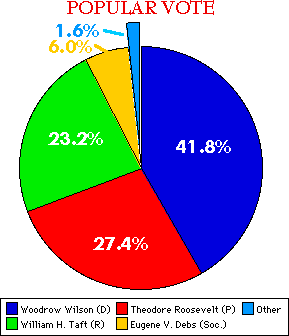 POPULAR VOTE
1.6%
6.0%
23.2%
41.8%
27.4%
Woodrow Wilson (D) Theodore Roosevelt (P) Other
William H. Taft (R) Eugene V. Debs (Soc.)